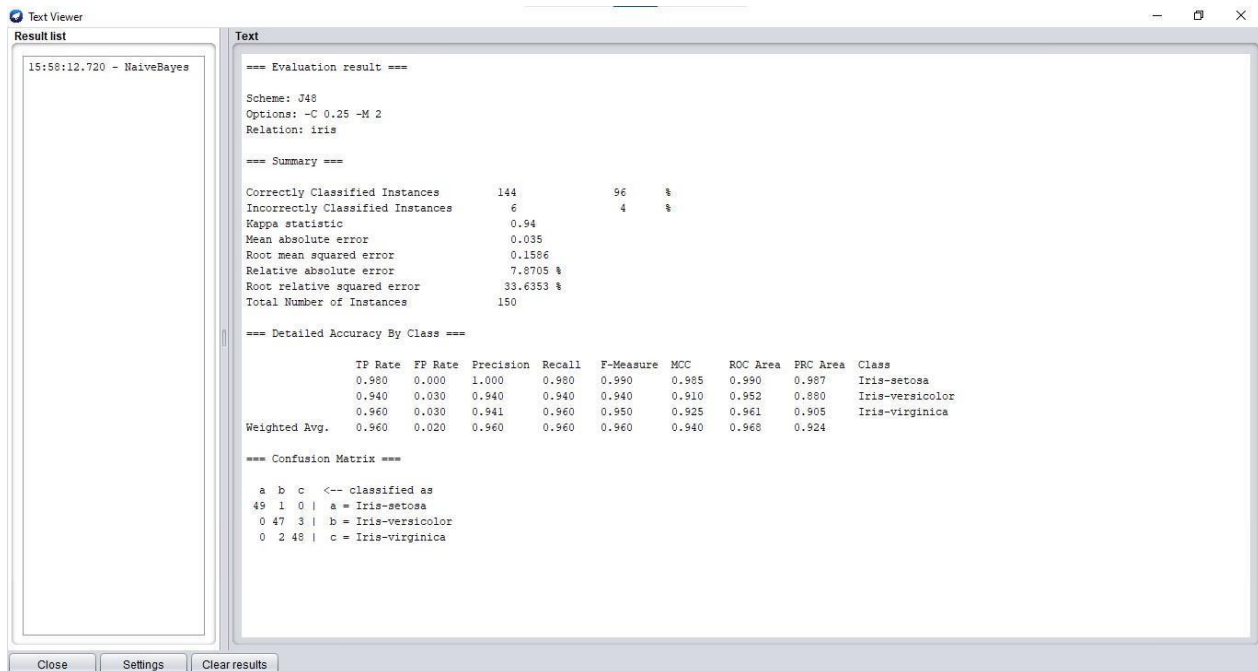 Text Viewer
Result list
15:58:12.720 - NaiveBayes
Text
=== Evaluation result ===
Scheme: J48
Options: -C 0.25 -M 2
Relation: iris
=== Summary ===
Correctly Classified Instances 144 96 %
Incorrectly Classified Instances 6 4 %
Kappa statistic 0.94
Mean absolute error 0.035
Root mean squared error 0.1586
Relative absolute error 7.8705 %
Root relative squared error 33.6353 %
Total Number of Instances 150
=== Detailed Accuracy By Class ===
TP Rate FP Rate Precision Recall F-Measure MCC ROC Area PRC Area Class
0.980 0.000 1.000 0.980 0.990 0.985 0.990 0.987 Iris-setosa
0.940 0.030 0.940 0.940 0.940 0.910 0.952 0.880 Iris-versicolor
0.960 0.030 0.941 0.960 0.950 0.925 0.961 0.905 Iris-virginica
Weighted Avg. 0.960 0.020 0.960 0.960 0.960 0.940 0.968 0.924
=== Confusion Matrix ===
a b c <-- classified as
49 1 0 | a = Iris-setosa
0 47 3 | b = Iris-versicolor
0 2 48 | c = Iris-virginica
Close Settings Clear results